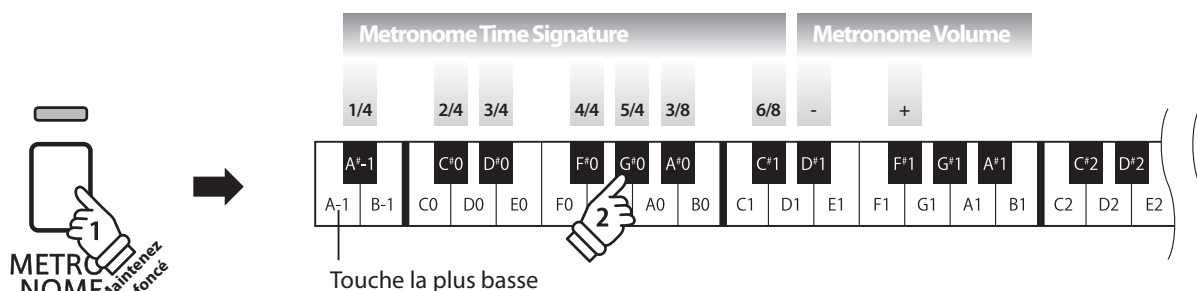 Metronome Time Signature Metronome Volume
1/4 2/4 3/4 4/4 5/4 3/8 6/8 - +
A#-1 C#0 D#0 F#0 G#0 A#0 C#1 D#1 F#1 G#1 A#1 C#2 D#2
A-1 B-1 C0 D0 E0 F0 A0 B0 C1 D1 E1 F1 G1 A1 B1 C2 D2 E2
1
2
METRO
NOME
Maintenez
foncé
Touche la plus basse